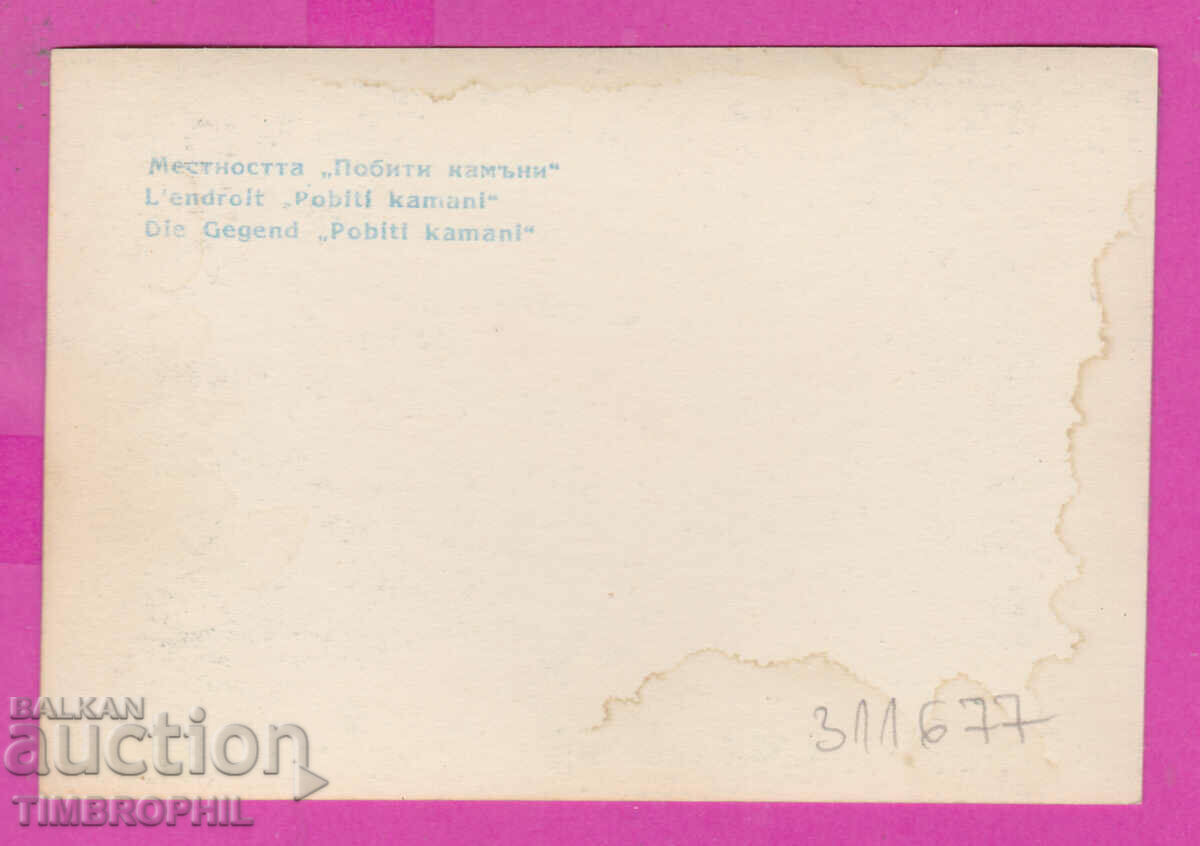 Местността „Побити камъни“
L'endroit „Pobiti kamani“
Die Gegend „Pobiti kamani“
311677
BALKAN
auction
TIMBROPHIL